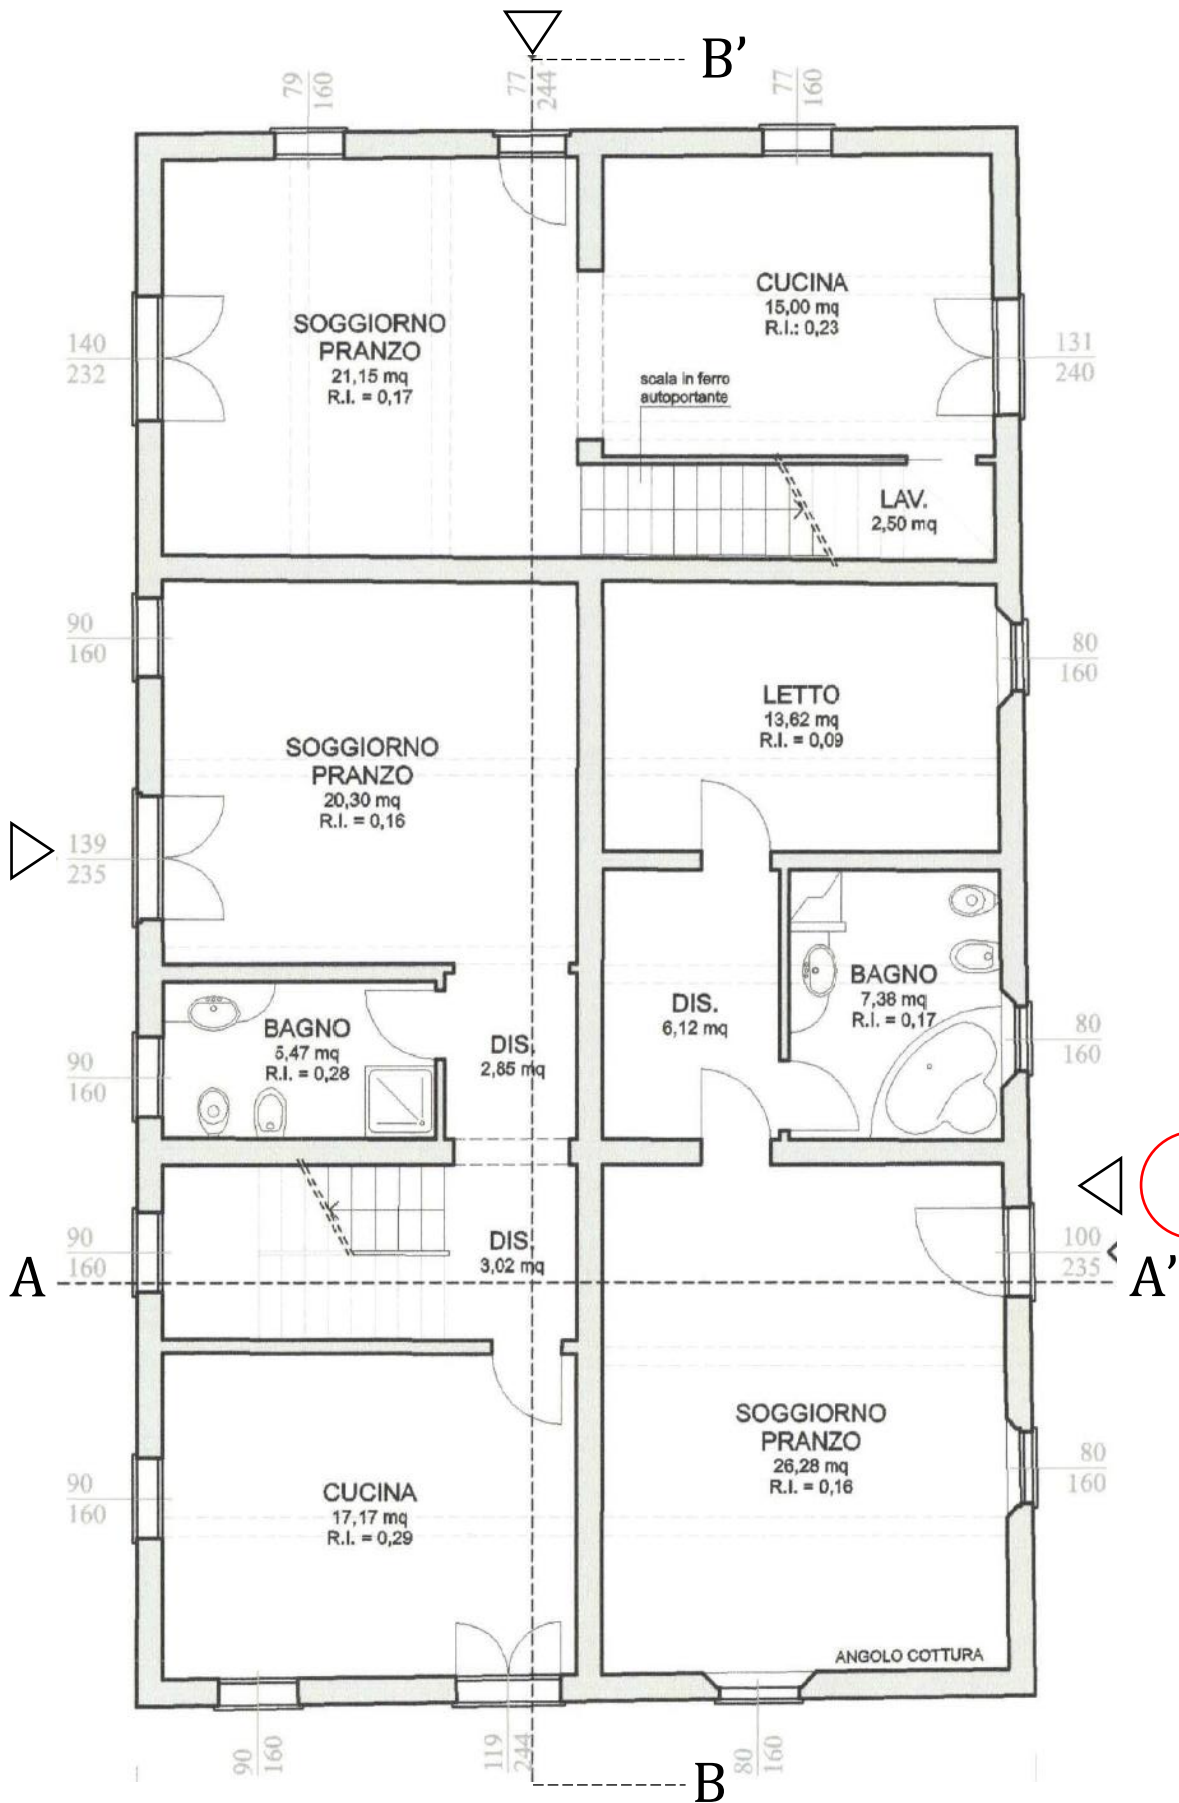 B’
79
160
77
244
77
160
CUCINA
15,00 mq
R.I.: 0,23
SOGGIORNO
PRANZO
21,15 mq
R.I. = 0,17
140
232
131
240
scala in ferro
autoportante
LAV.
2,50 mq
90
160
80
160
LETTO
13,62 mq
R.I. = 0,09
SOGGIORNO
PRANZO
20,30 mq
R.I. = 0,16
139
235
BAGNO
7,38 mq
R.I. = 0,17
DIS.
6,12 mq
BAGNO
5,47 mq
R.I. = 0,28
DIS.
2,85 mq
90
160
80
160
DIS.
3,02 mq
90
160
100
235
A
A’
SOGGIORNO
PRANZO
26,28 mq
R.I. = 0,16
80
160
CUCINA
17,17 mq
R.I. = 0,29
90
160
ANGOLO COTTURA
90
160
119
244
80
160
B